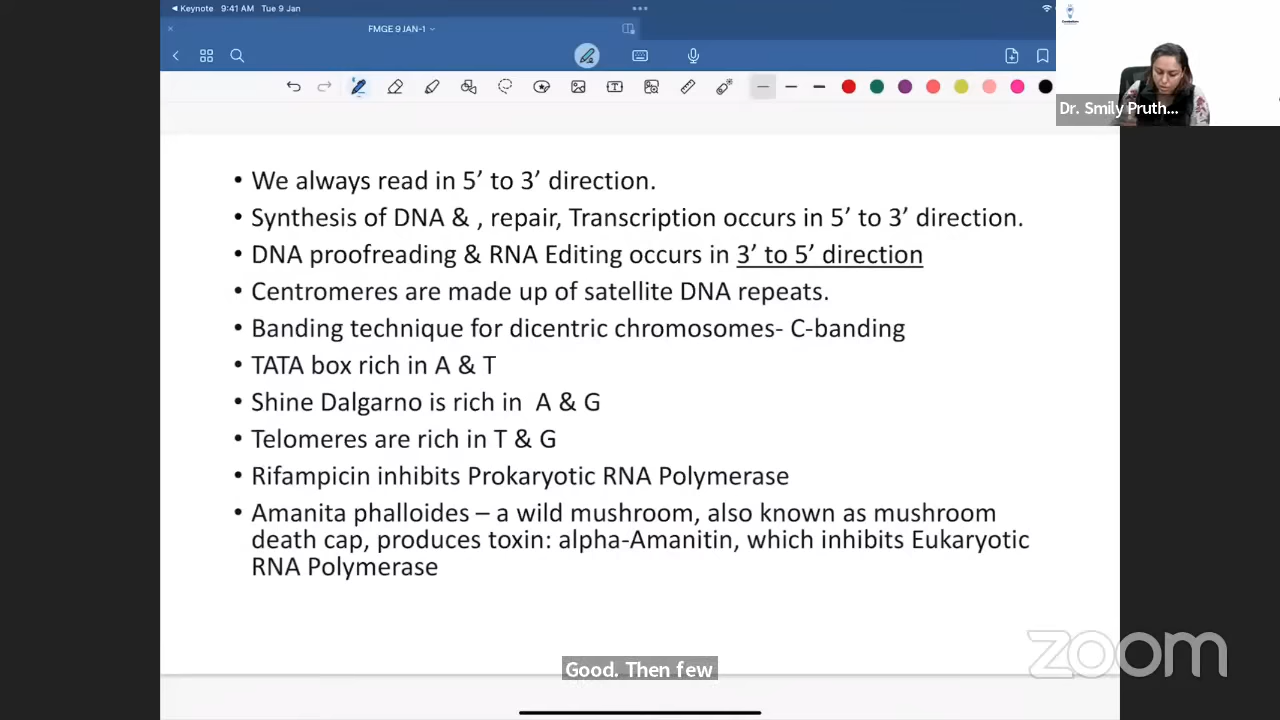 Keynote 9:41 AM Tue 9 Jan
FMGE 9 JAN-1
Dr. Smily Pruth...
• We always read in 5’ to 3’ direction.
• Synthesis of DNA & , repair, Transcription occurs in 5’ to 3’ direction.
• DNA proofreading & RNA Editing occurs in 3’ to 5’ direction
• Centromeres are made up of satellite DNA repeats.
• Banding technique for dicentric chromosomes- C-banding
• TATA box rich in A & T
• Shine Dalgarno is rich in A & G
• Telomeres are rich in T & G
• Rifampicin inhibits Prokaryotic RNA Polymerase
• Amanita phalloides – a wild mushroom, also known as mushroom
death cap, produces toxin: alpha-Amanitin, which inhibits Eukaryotic
RNA Polymerase
zoom
Good. Then few